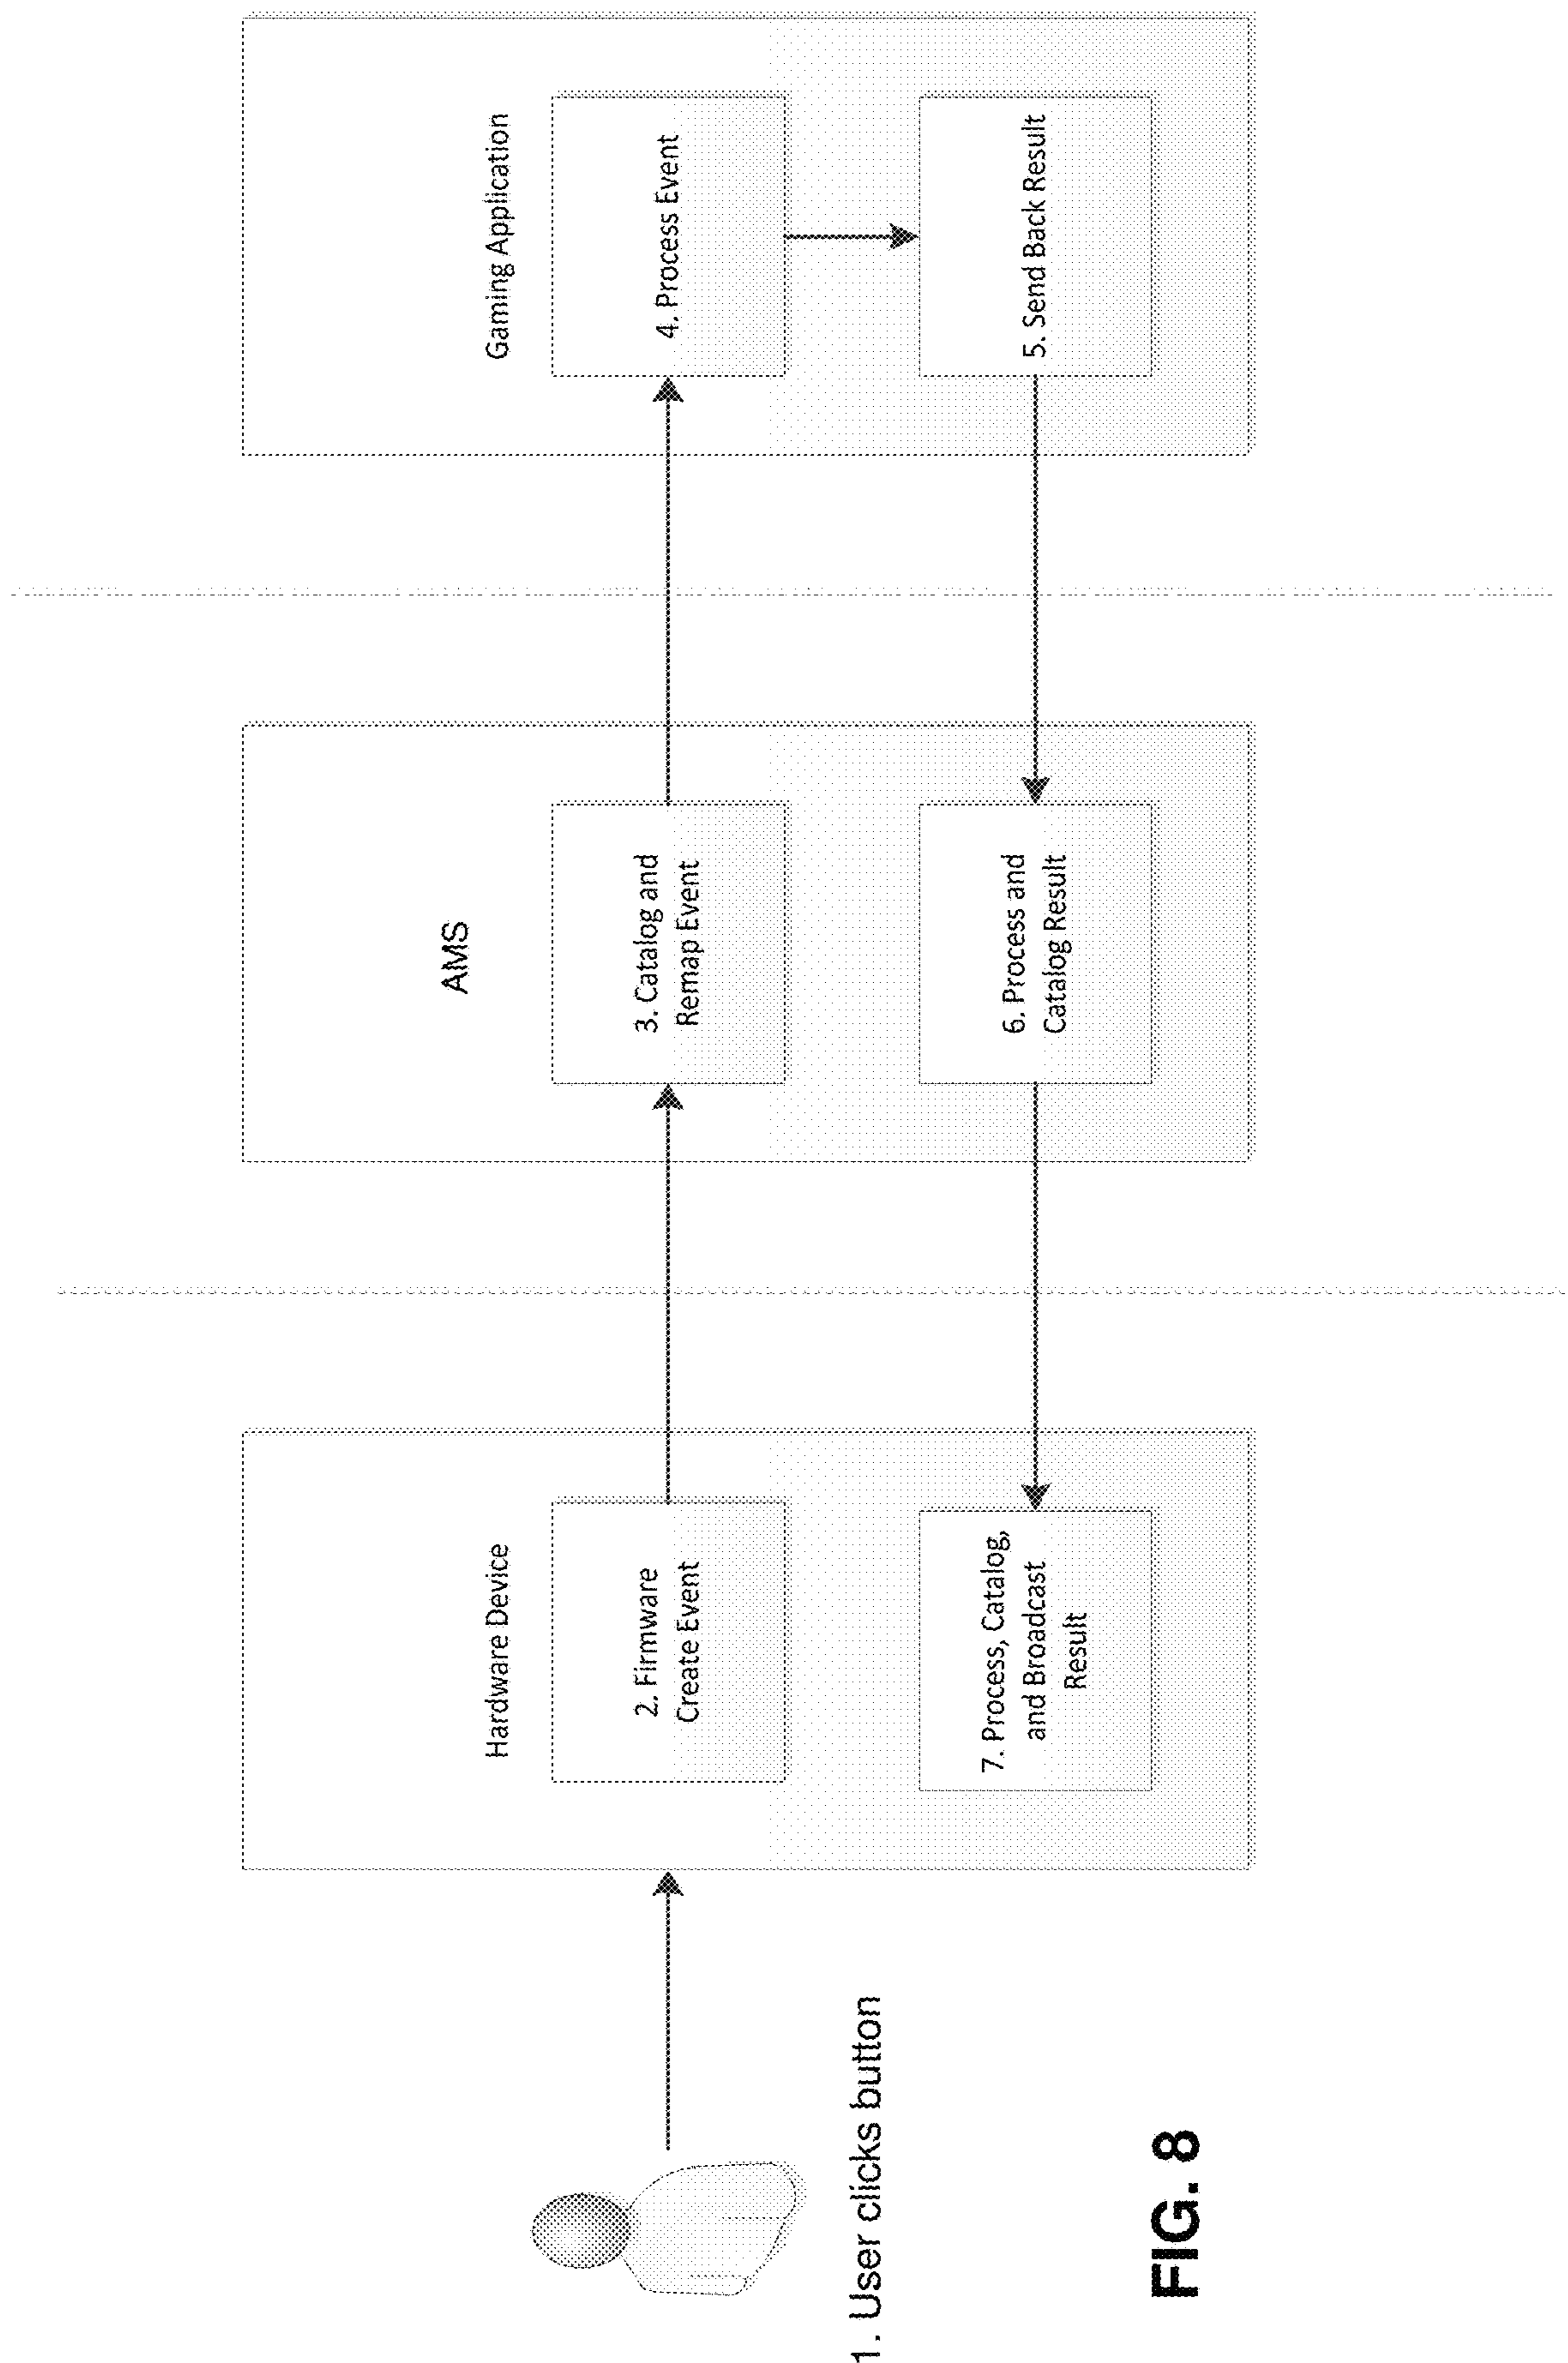 1. User clicks button
Hardware Device
2. Firmware
Create Event
7. Process, Catalog,
and Broadcast
Result
AMS
3. Catalog and
Remap Event
6. Process and
Catalog Result
Gaming Application
4. Process Event
5. Send Back Result
FIG. 8